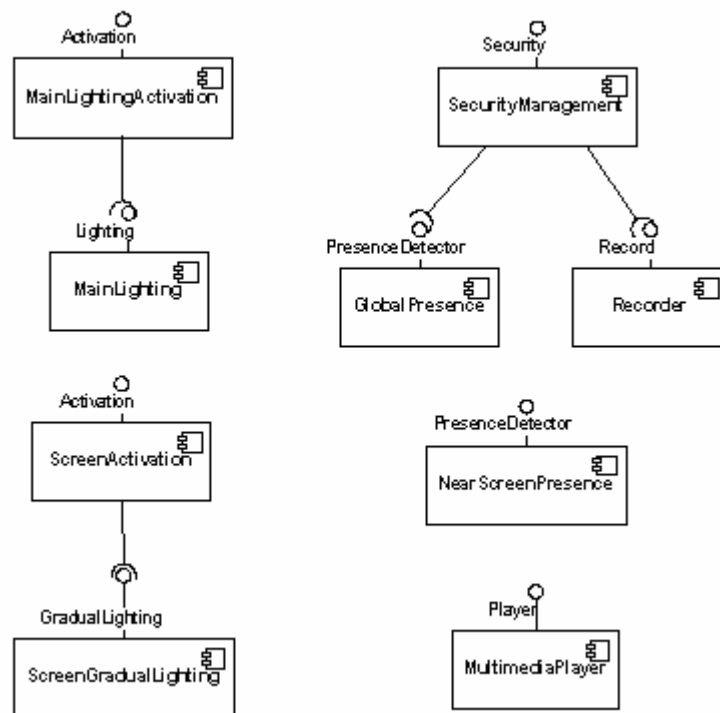 Activation
MainLightingActivation
Lighting
MainLighting
Security
SecurityManagement
PresenceDetector
Record
GlobalPresence
Recorder
Activation
ScreenActivation
GradualLighting
ScreenGradualLighting
PresenceDetector
NearScreenPresence
Player
MultimediaPlayer